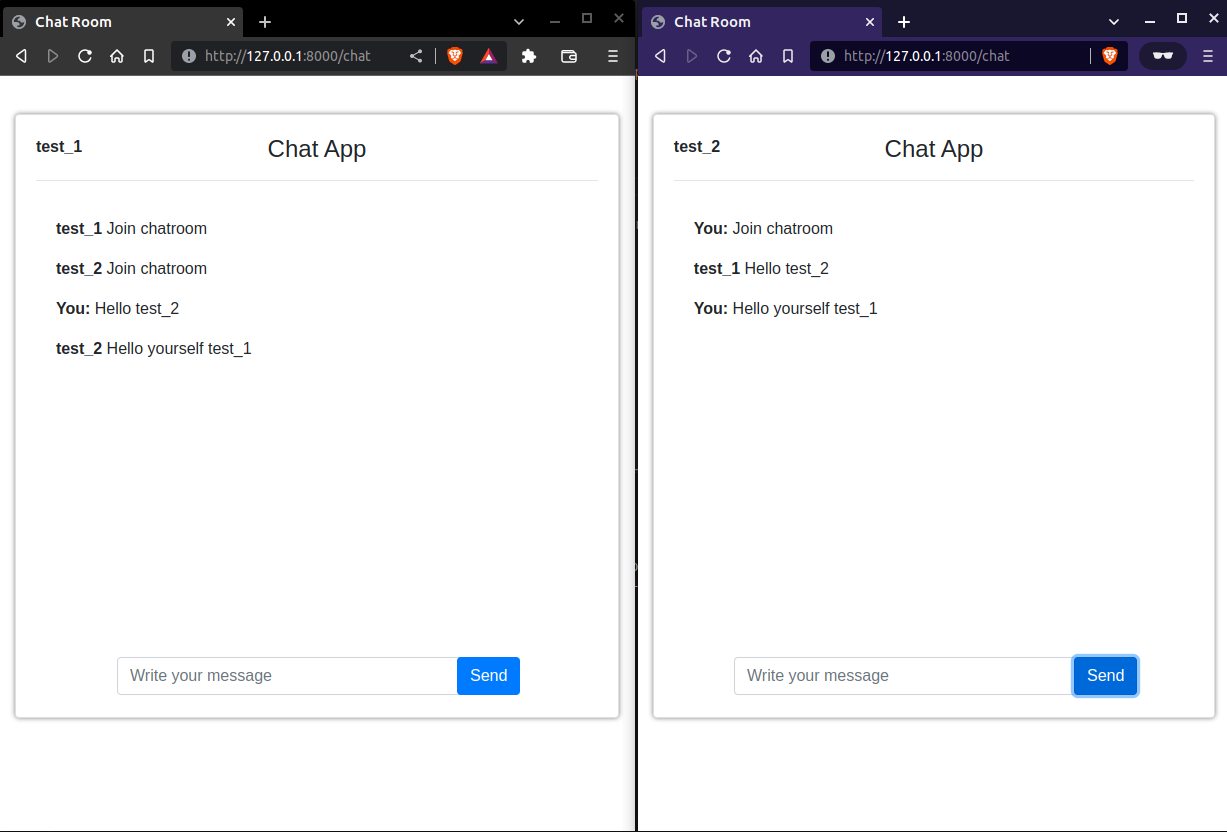 Chat Room
http://127.0.0.1:8000/chat
test_1
Chat App
test_1 Join chatroom
test_2 Join chatroom
You: Hello test_2
test_2 Hello yourself test_1
Write your message
Send
Chat Room
http://127.0.0.1:8000/chat
test_2
Chat App
You: Join chatroom
test_1 Hello test_2
You: Hello yourself test_1
Write your message
Send